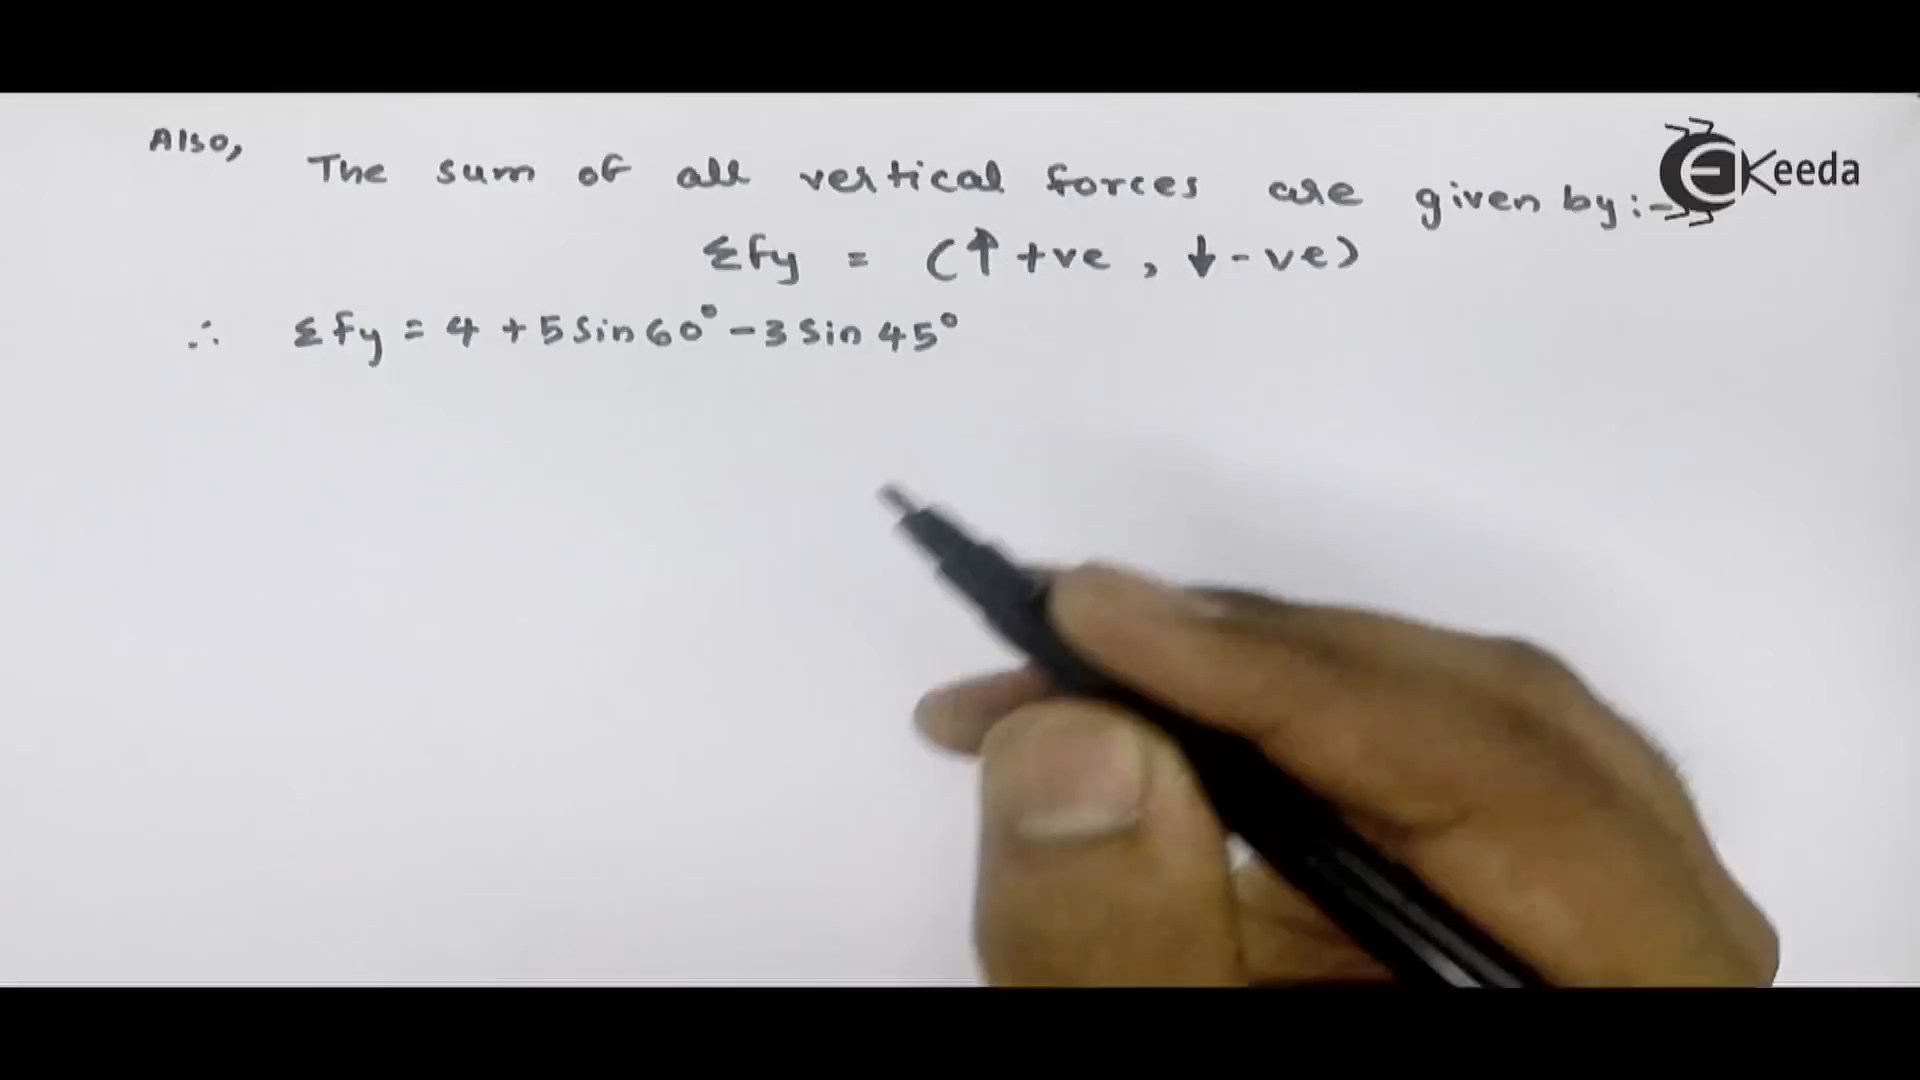 Also, The sum of all vertical forces are given by:-
Σfy = (↑+ve, ↓-ve)
∴ Σfy = 4 + 5 Sin 60° - 3 Sin 45°
EKeeda